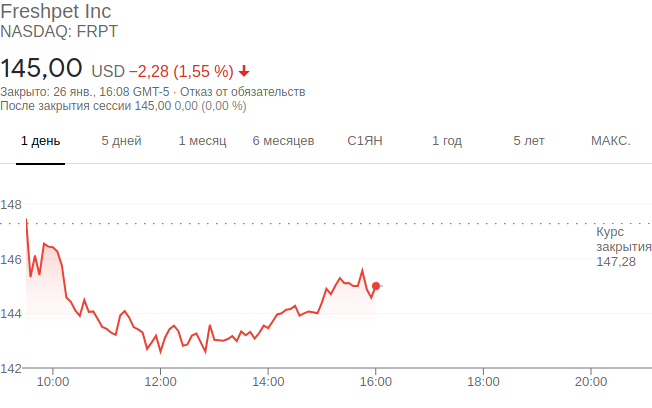 Freshpet Inc
NASDAQ: FRPT
145,00 USD −2,28 (1,55 %)
Закрыто: 26 янв., 16:08 GMT-5 · Отказ от обязательств
После закрытия сессии 145,00 0,00 (0,00 %)
1 день 5 дней 1 месяц 6 месяцев С1ЯН 1 год 5 лет МАКС.
148
Курс
закрытия
147,28
146
144
142
10:00 12:00 14:00 16:00 18:00 20:00